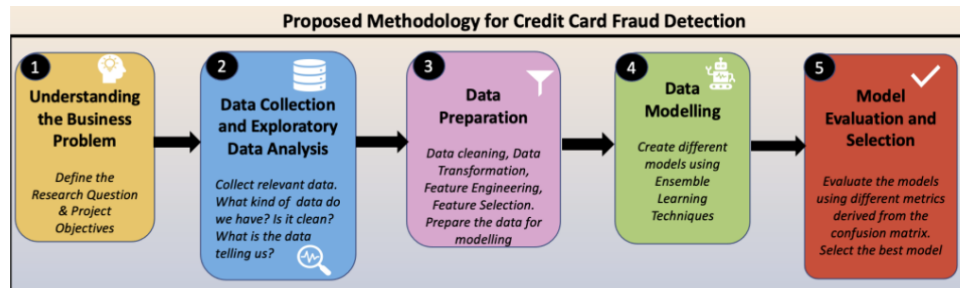 Proposed Methodology for Credit Card Fraud Detection
1
Understanding
the Business
Problem
Define the
Research Question
& Project
Objectives
2
Data Collection
and Exploratory
Data Analysis
Collect relevant data.
What kind of data do
we have? Is it clean?
What is the data
telling us?
3
Data
Preparation
Data cleaning, Data
Transformation,
Feature Engineering,
Feature Selection.
Prepare the data for
modelling
4
Data
Modelling
Create different
models using
Ensemble
Learning
Techniques
5
Model
Evaluation and
Selection
Evaluate the models
using different metrics
derived from the
confusion matrix.
Select the best model